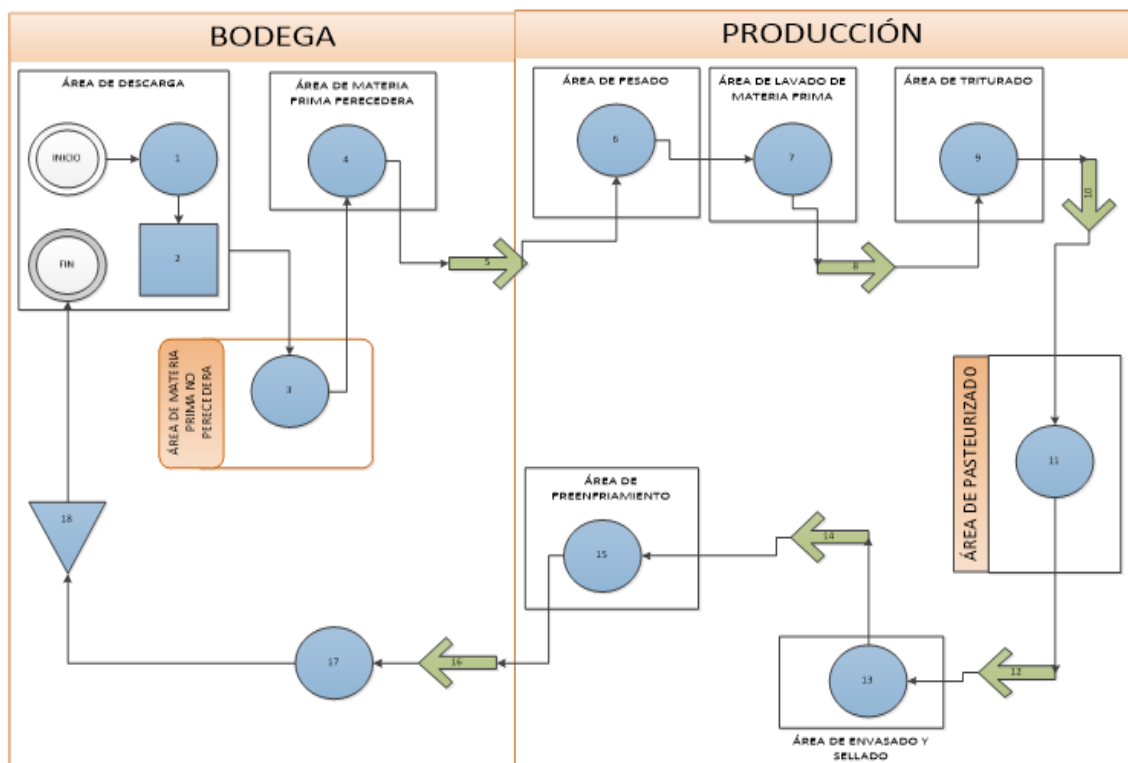 BODEGA
PRODUCCIÓN
ÁREA DE DESCARGA
INICIO
1
FIN
2
ÁREA DE MATERIA
PRIMA PERECEDERA
4
5
ÁREA DE MATERIA
PRIMA NO
PERECEDERA
3
ÁREA DE PESADO
6
ÁREA DE LAVADO DE
MATERIA PRIMA
7
8
ÁREA DE TRITURADO
9
10
ÁREA DE PASTEURIZADO
11
12
13
ÁREA DE ENVASADO Y
SELLADO
14
ÁREA DE
PREENFRIAMIENTO
15
16
17
18